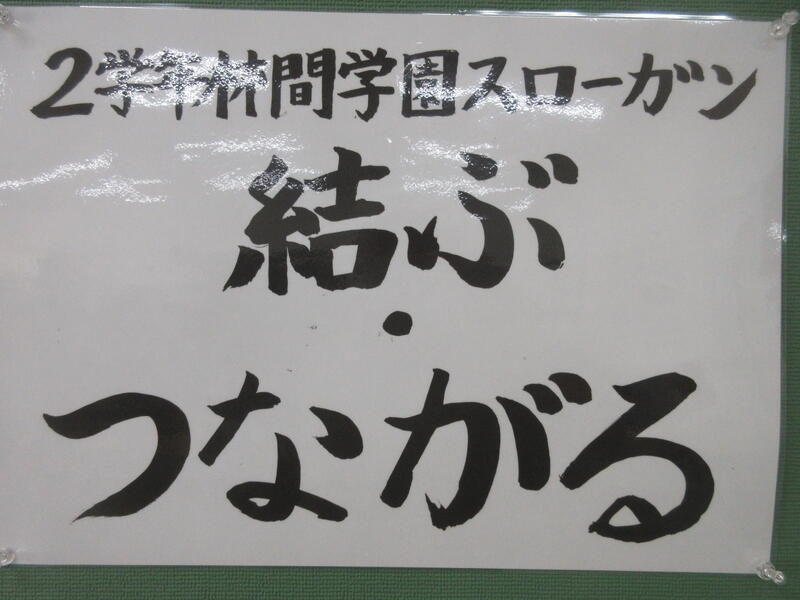 2学年林間学園スローガン
結ぶ
・
つながる